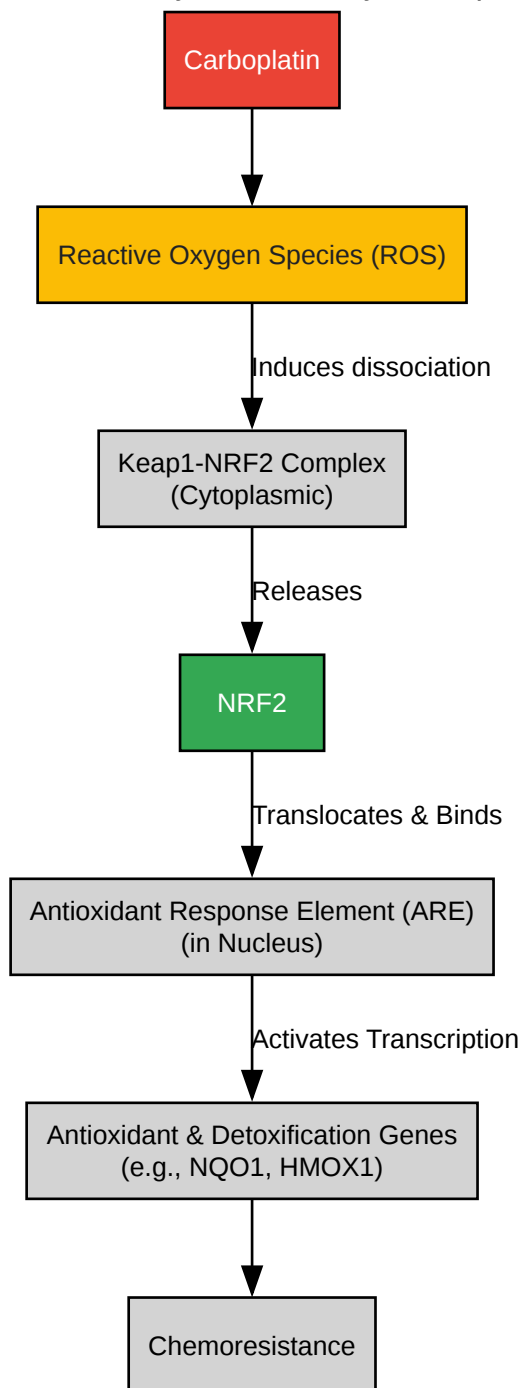 Carboplatin
Reactive Oxygen Species (ROS)
Induces dissociation
Keap1-NRF2 Complex
(Cytoplasmic)
Releases
NRF2
Translocates & Binds
Antioxidant Response Element (ARE)
(in Nucleus)
Activates Transcription
Antioxidant & Detoxification Genes
(e.g., NQO1, HMOX1)
Chemoresistance